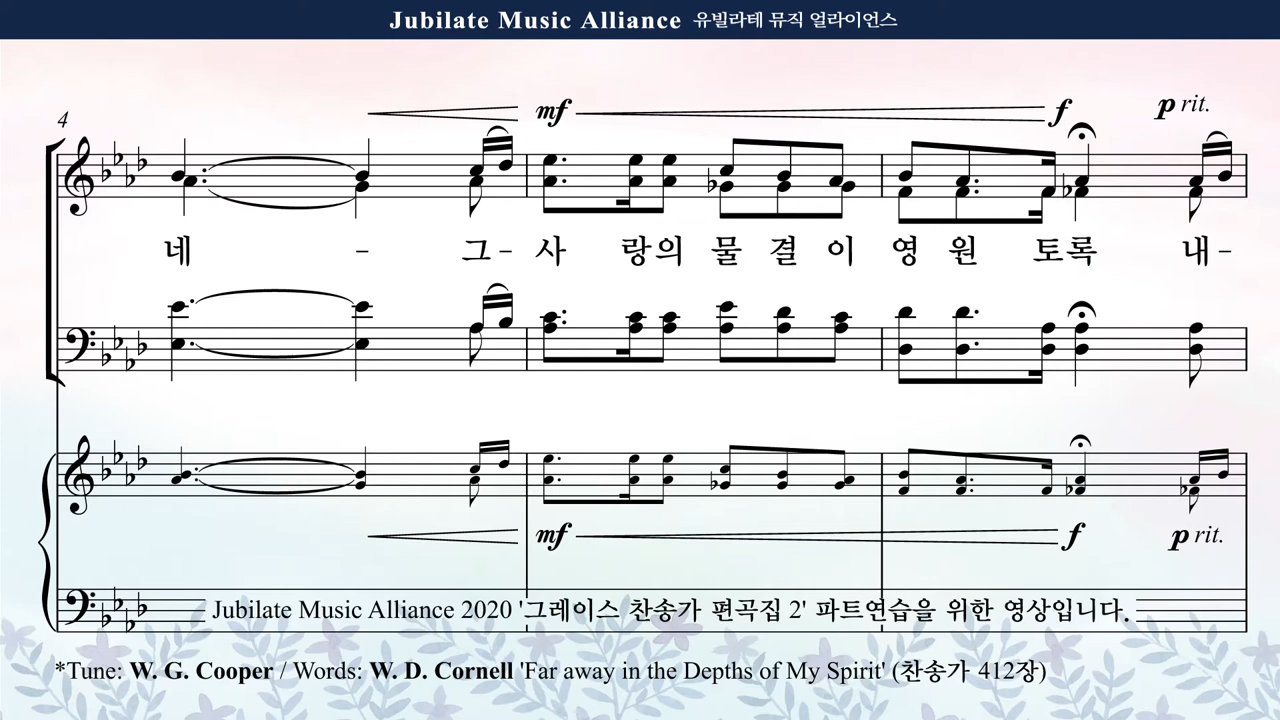 Jubilate Music Alliance 유빌라테 뮤직 얼라이언스
mf f p rit.
4
네 - 그- 사 랑의 물 결 이 영 원 토록 내-
mf f p rit.
Jubilate Music Alliance 2020 '그레이스 찬송가 편곡집 2' 파트연습을 위한 영상입니다.
*Tune: W. G. Cooper / Words: W. D. Cornell 'Far away in the Depths of My Spirit' (찬송가 412장)